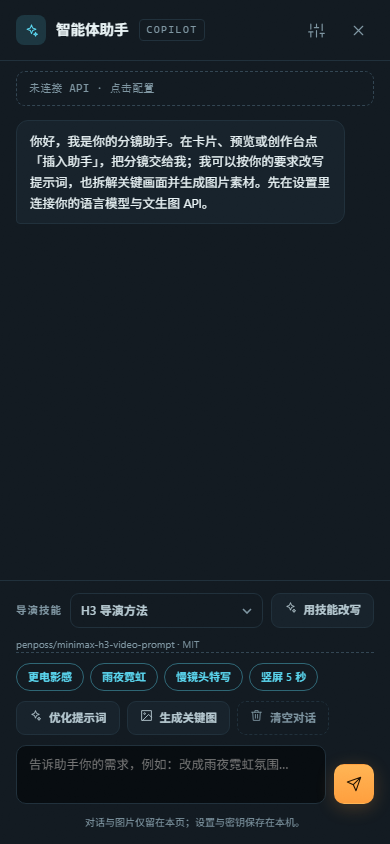 智能体助手 COPILOT
未连接 API · 点击配置
你好，我是你的分镜助手。在卡片、预览或创作台点
「插入助手」，把分镜交给我；我可以按你的要求改写
提示词，也拆解关键画面并生成图片素材。先在设置里
连接你的语言模型与文生图 API。
导演技能 H3 导演方法 用技能改写
penposs/minimax-h3-video-prompt · MIT
更电影感 雨夜霓虹 慢镜头特写 竖屏 5 秒
优化提示词 生成关键图 清空对话
告诉助手你的需求，例如：改成雨夜霓虹氛围…
对话与图片仅留在本页；设置与密钥保存在本机。